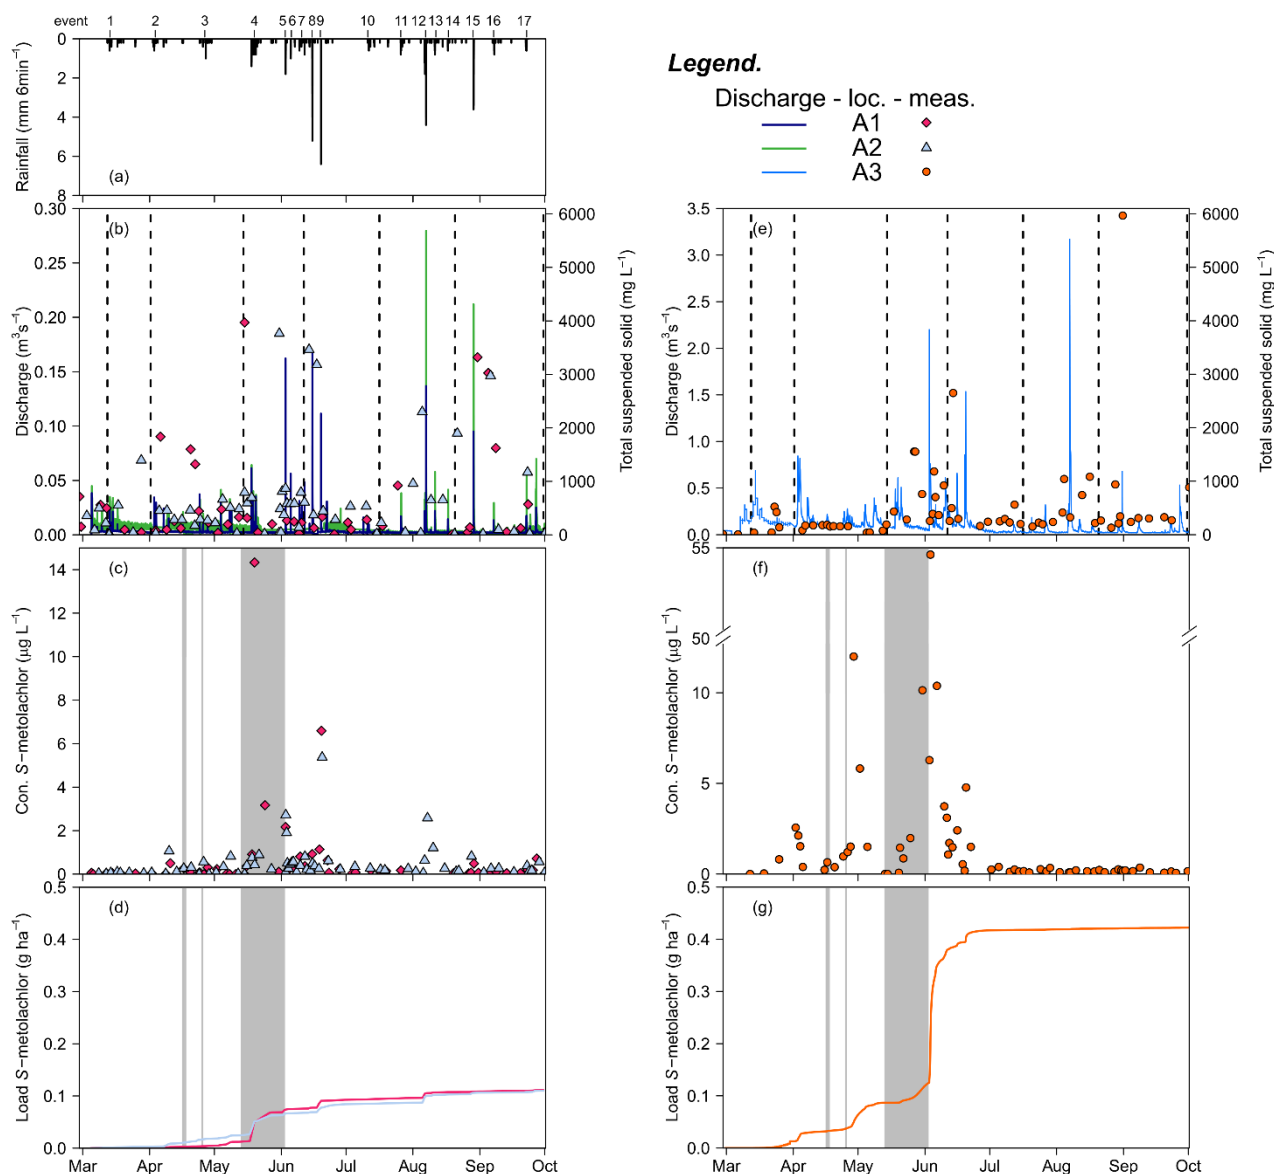 event 1 2 3 4 5 6 7 8 9 10 11 12 13 14 15 16 17
0
2
4
6
8
Rainfall (mm 6min⁻¹)
(a)
Legend.
Discharge - loc. - meas.
A1
A2
A3
0.30
0.25
0.20
0.15
0.10
0.05
0.00
Discharge (m³s⁻¹)
(b)
6000
5000
4000
3000
2000
1000
0
Total suspended solid (mg L⁻¹)
3.5
3.0
2.5
2.0
1.5
1.0
0.5
0.0
Discharge (m³s⁻¹)
(e)
6000
5000
4000
3000
2000
1000
0
Total suspended solid (mg L⁻¹)
14
12
10
8
6
4
2
0
Con. S−metolachlor (µg L⁻¹)
(c)
55
50
10
5
0
Con. S−metolachlor (µg L⁻¹)
(f)
0.5
0.4
0.3
0.2
0.1
0.0
Load S−metolachlor (g ha⁻¹)
(d)
Mar Apr May Jun Jul Aug Sep Oct
0.5
0.4
0.3
0.2
0.1
0.0
Load S−metolachlor (g ha⁻¹)
(g)
Mar Apr May Jun Jul Aug Sep Oct